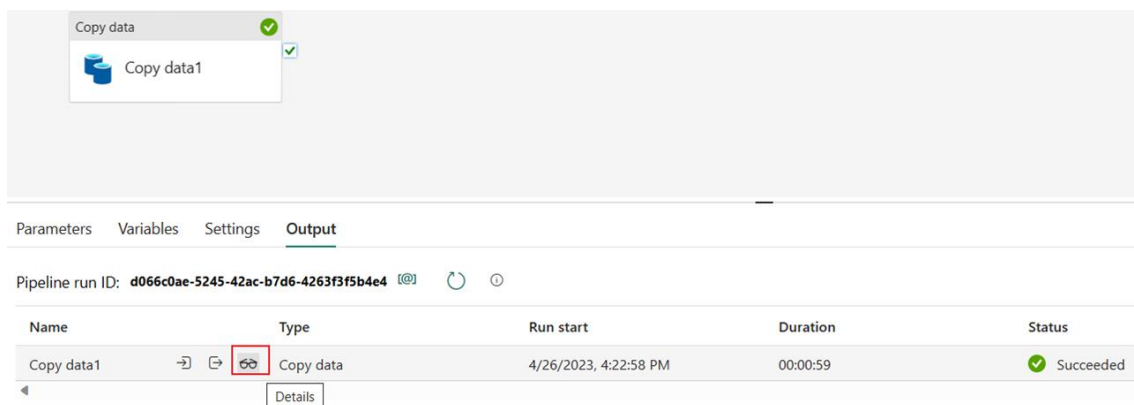 Copy data
Copy data1
Parameters Variables Settings Output
Pipeline run ID: d066c0ae-5245-42ac-b7d6-4263f3f5b4e4 [@]
Name Type Run start Duration Status
Copy data1 Copy data 4/26/2023, 4:22:58 PM 00:00:59 Succeeded
Details